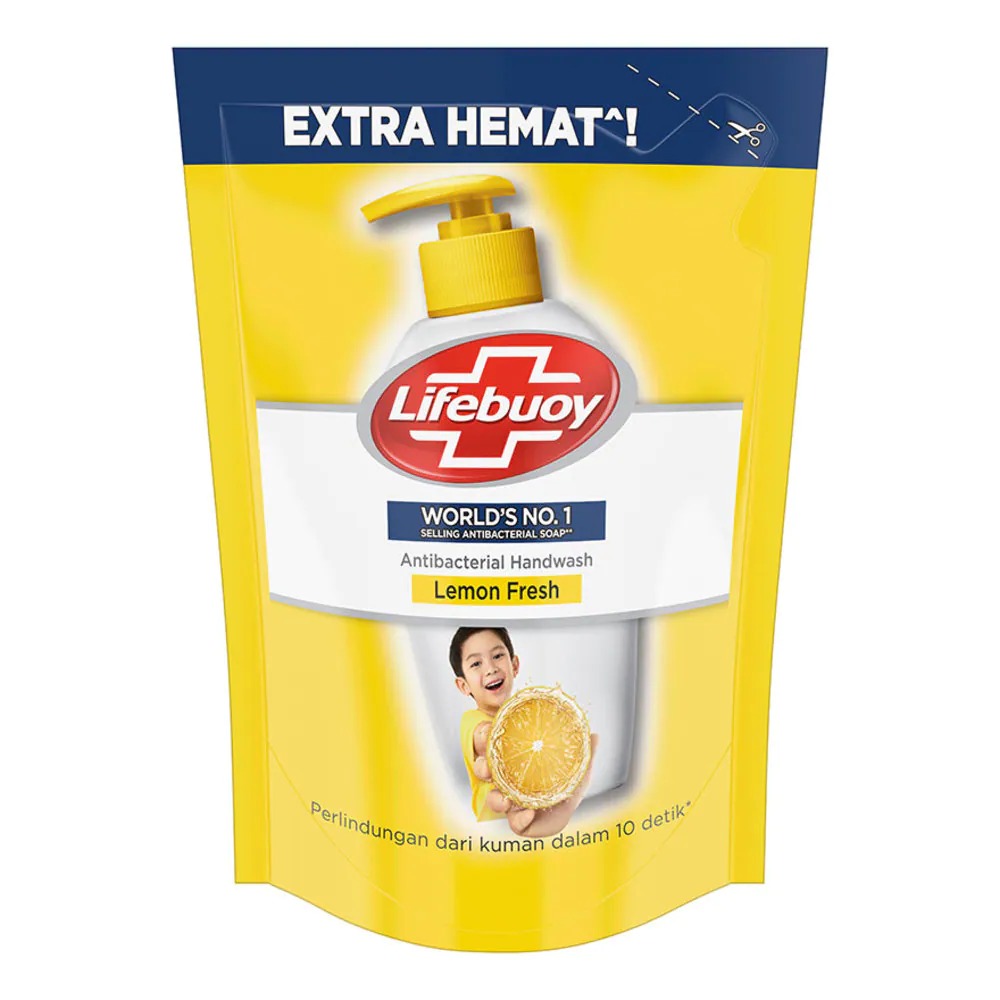 EXTRA HEMAT^!
Lifebuoy
WORLD'S NO. 1
SELLING ANTIBACTERIAL SOAP**
Antibacterial Handwash
Lemon Fresh
Perlindungan dari kuman dalam 10 detik*